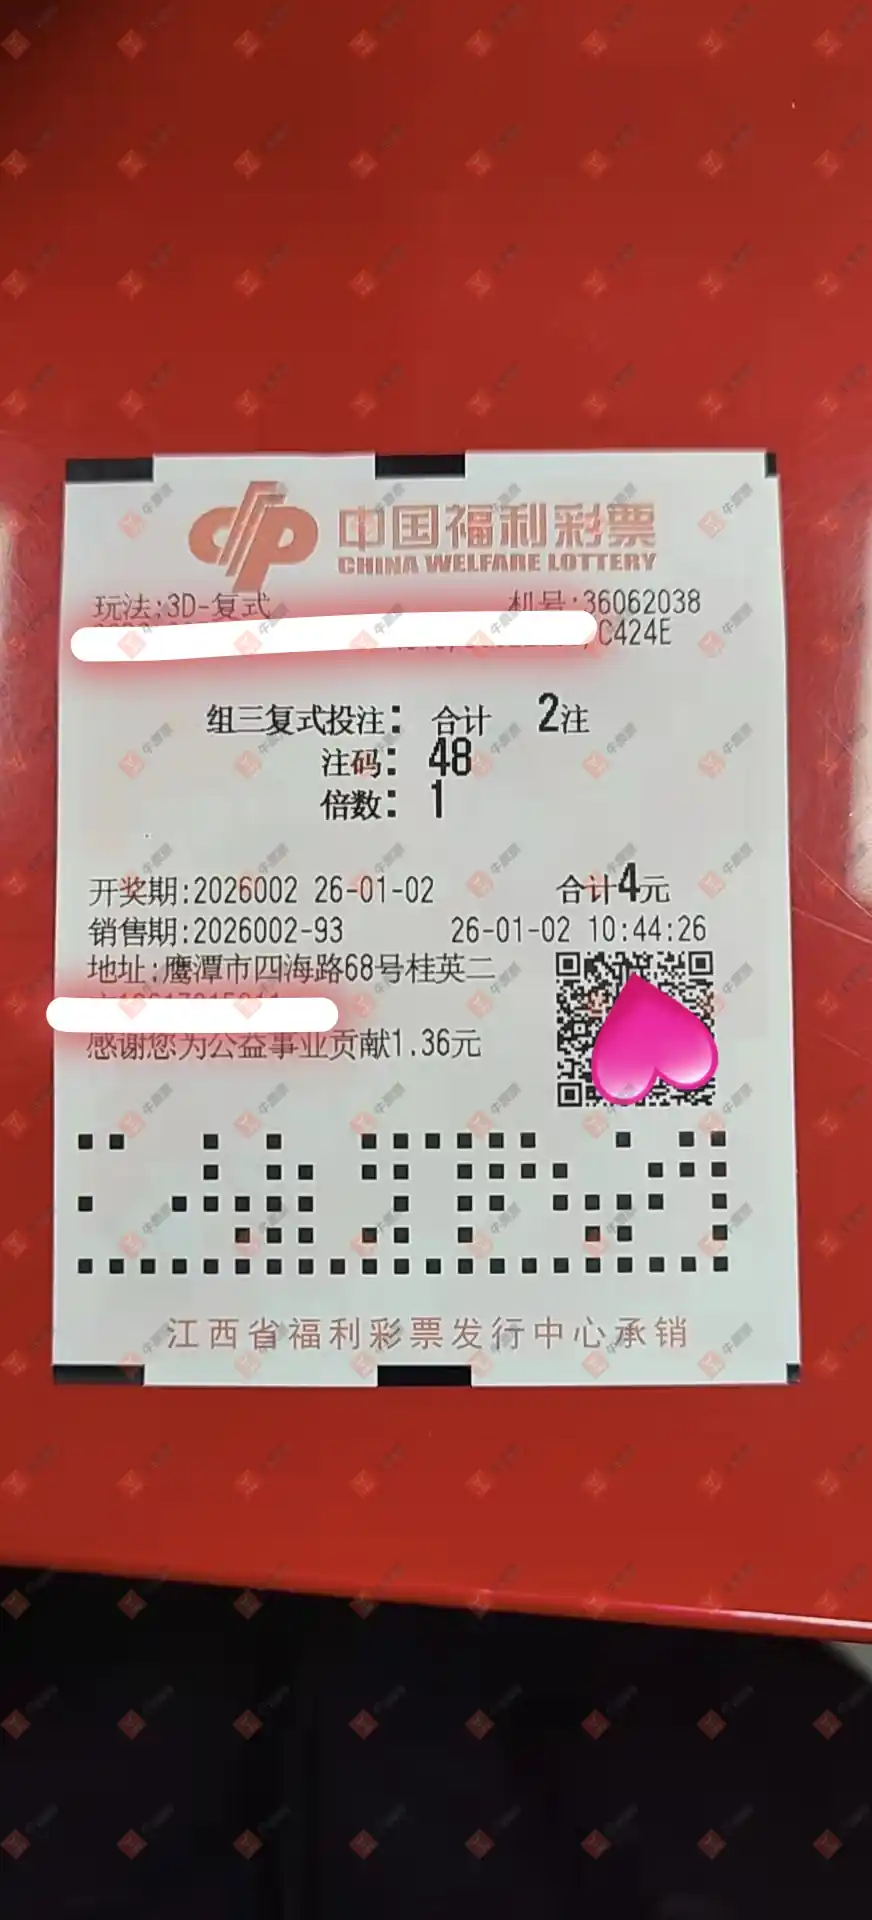 中国福利彩票
CHINA WELFARE LOTTERY
玩法:3D-复式 机号:36062038
C424E
组三复式投注: 合计 2注
注码: 48
倍数: 1
开奖期:2026002 26-01-02 合计4元
销售期:2026002-93 26-01-02 10:44:26
地址:鹰潭市四海路68号桂英二
感谢您为公益事业贡献1.36元
江西省福利彩票发行中心承销